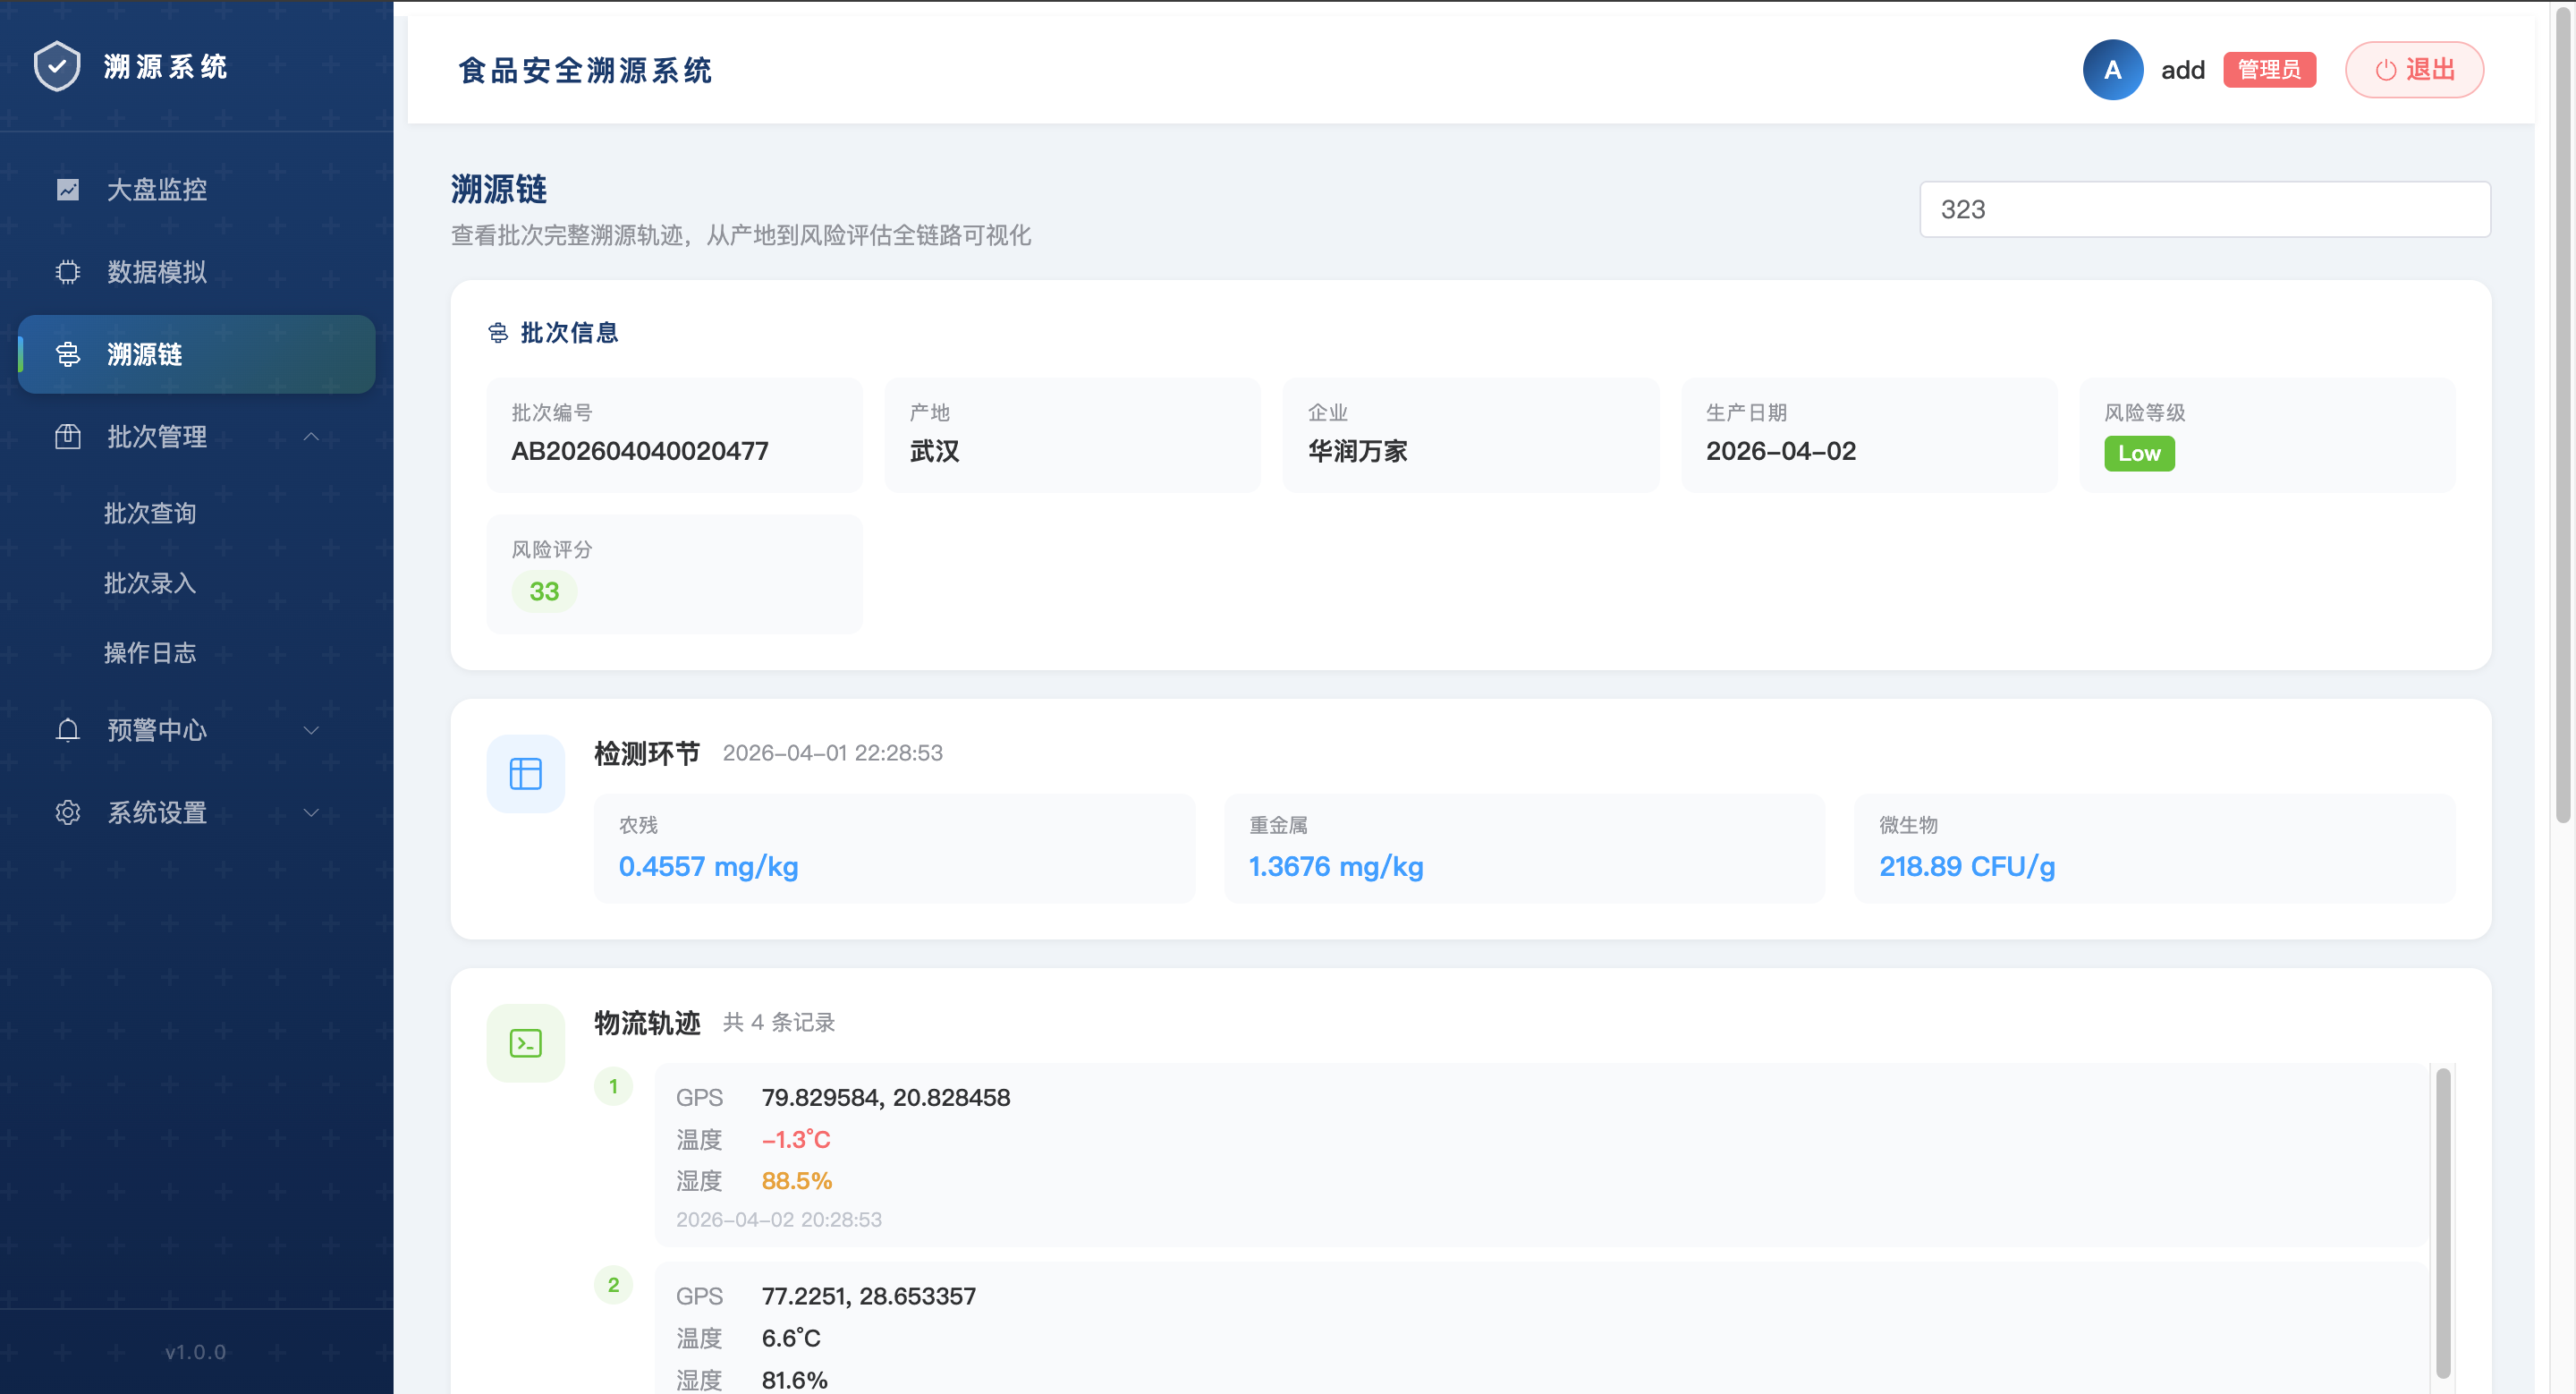 溯源系统
大盘监控
数据模拟
溯源链
批次管理
批次查询
批次录入
操作日志
预警中心
系统设置
v1.0.0
食品安全溯源系统
A add 管理员 退出
溯源链
查看批次完整溯源轨迹，从产地到风险评估全链路可视化
323
批次信息
批次编号
AB202604040020477
产地
武汉
企业
华润万家
生产日期
2026-04-02
风险等级
Low
风险评分
33
检测环节 2026-04-01 22:28:53
农残
0.4557 mg/kg
重金属
1.3676 mg/kg
微生物
218.89 CFU/g
物流轨迹 共 4 条记录
1
GPS 79.829584, 20.828458
温度 -1.3°C
湿度 88.5%
2026-04-02 20:28:53
2
GPS 77.2251, 28.653357
温度 6.6°C
湿度 81.6%